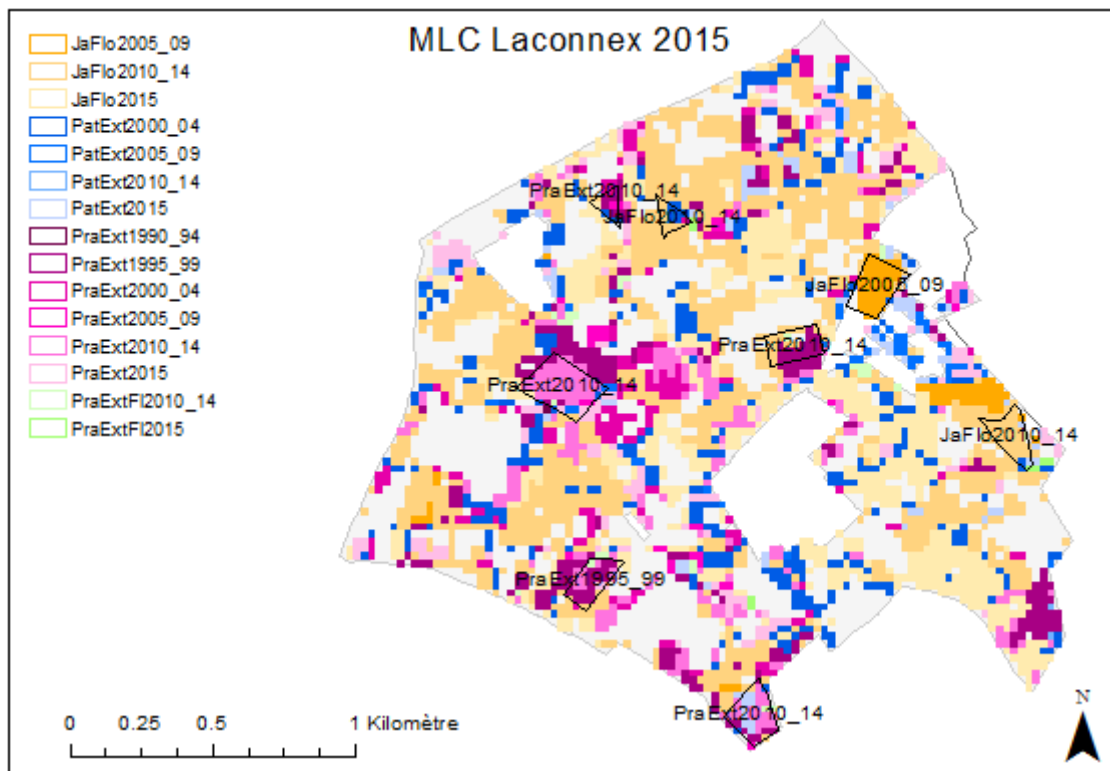 MLC Laconnex 2015
JaFlo2005_09
JaFlo2010_14
JaFlo2015
PatExt2000_04
PatExt2005_09
PatExt2010_14
PatExt2015
PraExt1990_94
PraExt1995_99
PraExt2000_04
PraExt2005_09
PraExt2010_14
PraExt2015
PraExtFl2010_14
PraExtFl2015
PraExt2010_14
JaFlo2010_14
JaFlo2005_09
PraExt2010_14
PraExt2010_14
JaFlo2010_14
PraExt1995_99
PraExt2010_14
0 0.25 0.5 1 Kilomètre
N